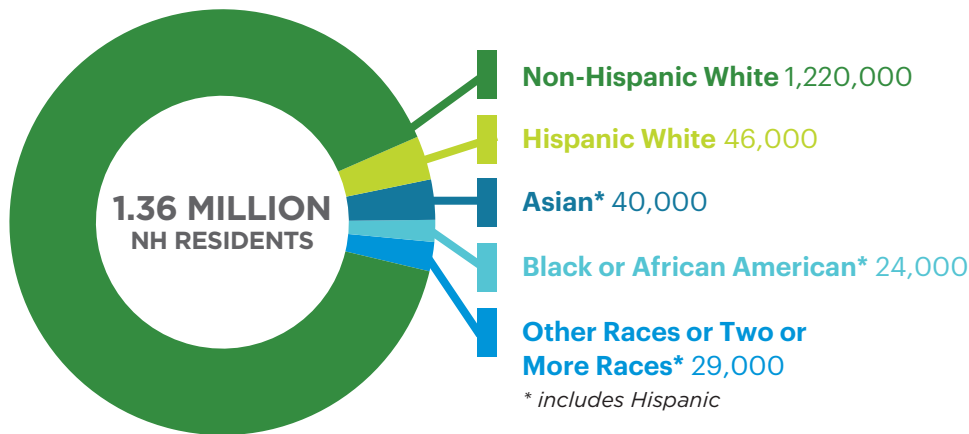 1.36 MILLION
NH RESIDENTS
Non-Hispanic White 1,220,000
Hispanic White 46,000
Asian* 40,000
Black or African American* 24,000
Other Races or Two or
More Races* 29,000
* includes Hispanic